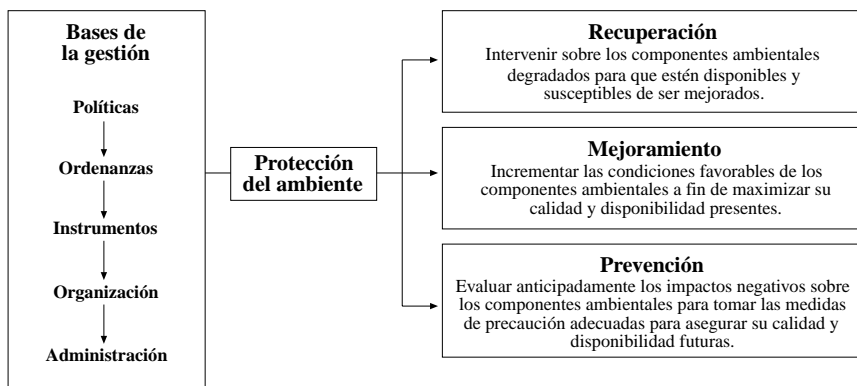 Bases de
la gestión
Políticas
Ordenanzas
Instrumentos
Organización
Administración
Protección
del ambiente
Recuperación
Intervenir sobre los componentes ambientales
degradados para que estén disponibles y
susceptibles de ser mejorados.
Mejoramiento
Incrementar las condiciones favorables de los
componentes ambientales a fin de maximizar su
calidad y disponibilidad presentes.
Prevención
Evaluar anticipadamente los impactos negativos sobre
los componentes ambientales para tomar las medidas
de precaución adecuadas para asegurar su calidad y
disponibilidad futuras.